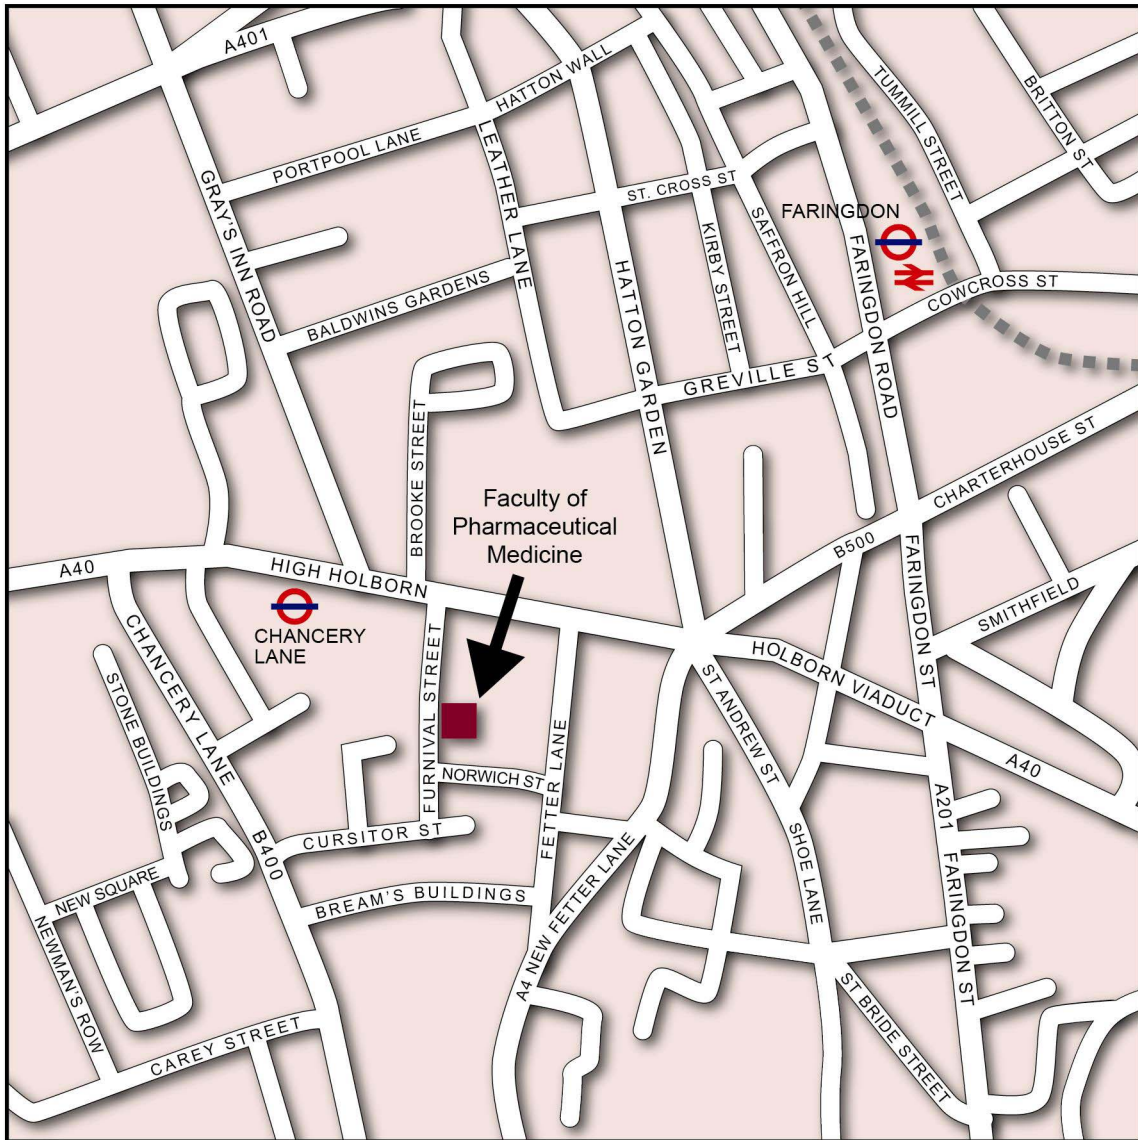 A401
HATTON WALL
TUMMILL STREET
BRITTON ST
PORTPOOL LANE
LEATHER LANE
GRAY'S INN ROAD
ST. CROSS ST
FARINGDON
KIRBY STREET
SAFFRON HILL
FARINGDON ROAD
COWCROSS ST
BALDWINS GARDENS
HATTON GARDEN
GREVILLE ST
BROOKE STREET
CHARTERHOUSE ST
Faculty of
Pharmaceutical
Medicine
B500
A40
HIGH HOLBORN
FARINGDON ST
SMITHFIELD
CHANCERY
LANE
CHANCERY LANE
STONE BUILDINGS
FURNIVAL STREET
HOLBORN VIADUCT
ST ANDREW ST
A40
NORWICH ST
FETTER LANE
A201
CURSITOR ST
B400
SHOE LANE
NEW SQUARE
BREAM'S BUILDINGS
A4 NEW FETTER LANE
FARINGDON ST
NEWMAN'S ROW
CAREY STREET
ST BRIDE STREET